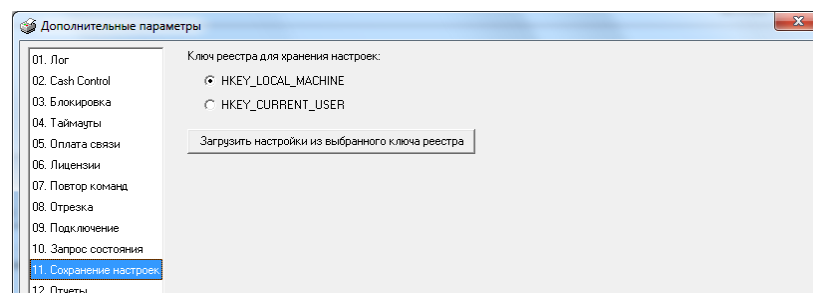 Дополнительные параметры
01. Лог
02. Cash Control
03. Блокировка
04. Таймауты
05. Оплата связи
06. Лицензии
07. Повтор команд
08. Отрезка
09. Подключение
10. Запрос состояния
11. Сохранение настроек
12. Отчеты
Ключ реестра для хранения настроек:
HKEY_LOCAL_MACHINE
HKEY_CURRENT_USER
Загрузить настройки из выбранного ключа реестра